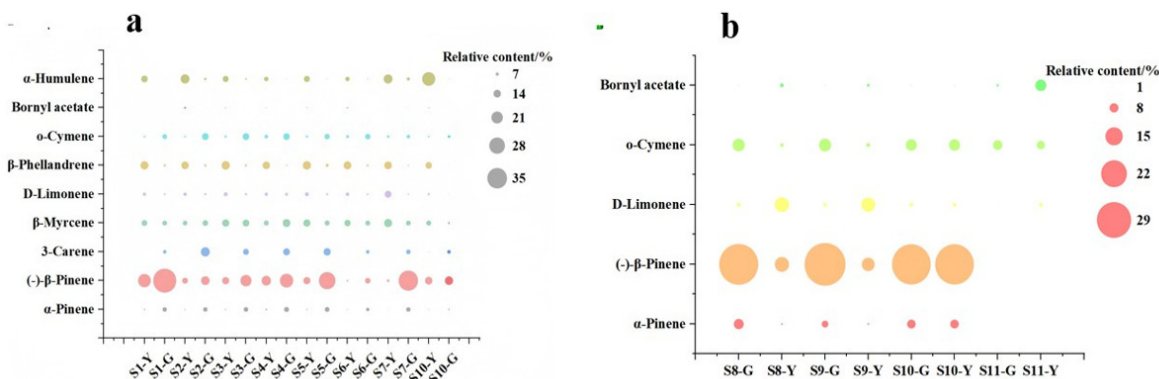 a
Relative content/%
7
14
21
28
35
α-Humulene
Bornyl acetate
o-Cymene
β-Phellandrene
D-Limonene
β-Myrcene
3-Carene
(-)-β-Pinene
α-Pinene
S1-Y
S1-G
S2-Y
S2-G
S3-Y
S3-G
S4-Y
S4-G
S5-Y
S5-G
S6-Y
S6-G
S7-Y
S7-G
S10-Y
S10-G
b
Relative content/%
1
8
15
22
29
Bornyl acetate
o-Cymene
D-Limonene
(-)-β-Pinene
α-Pinene
S8-G
S8-Y
S9-G
S9-Y
S10-G
S10-Y
S11-G
S11-Y